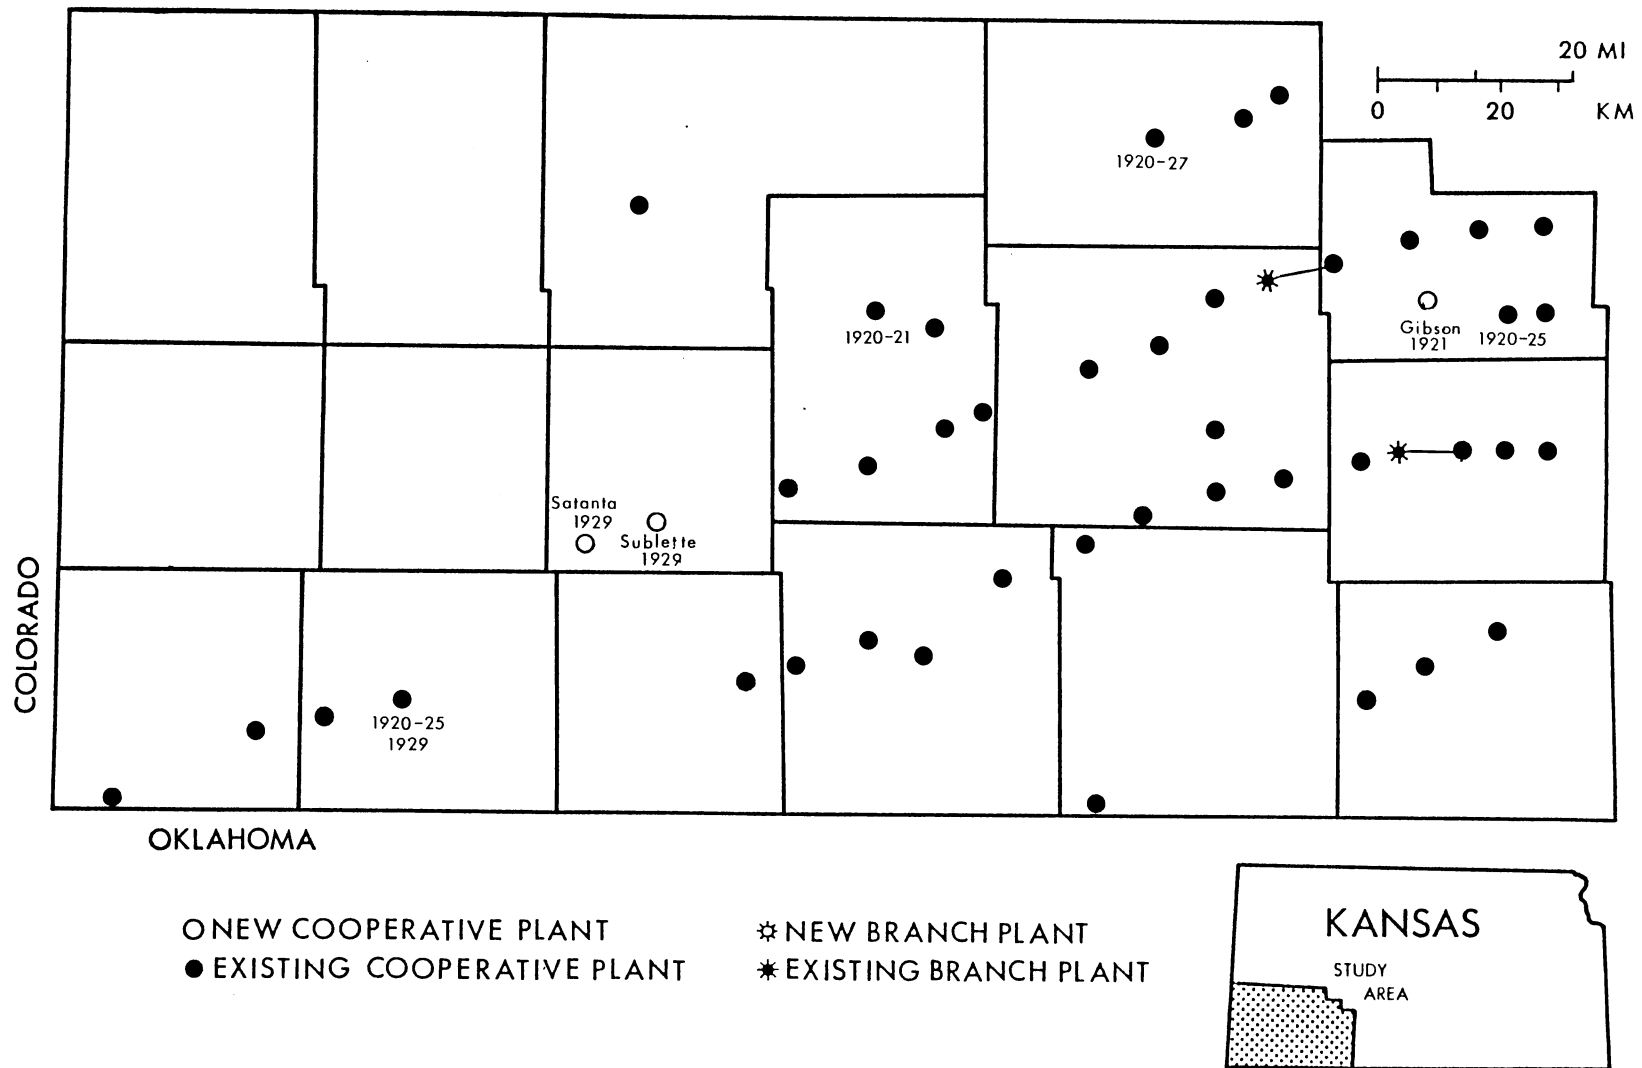 20 MI
0 20 KM
1920-27
1920-21
Gibson
1921
1920-25
Satanta
1929
Sublette
1929
COLORADO
1920-25
1929
OKLAHOMA
NEW COOPERATIVE PLANT
EXISTING COOPERATIVE PLANT
NEW BRANCH PLANT
EXISTING BRANCH PLANT
KANSAS
STUDY
AREA